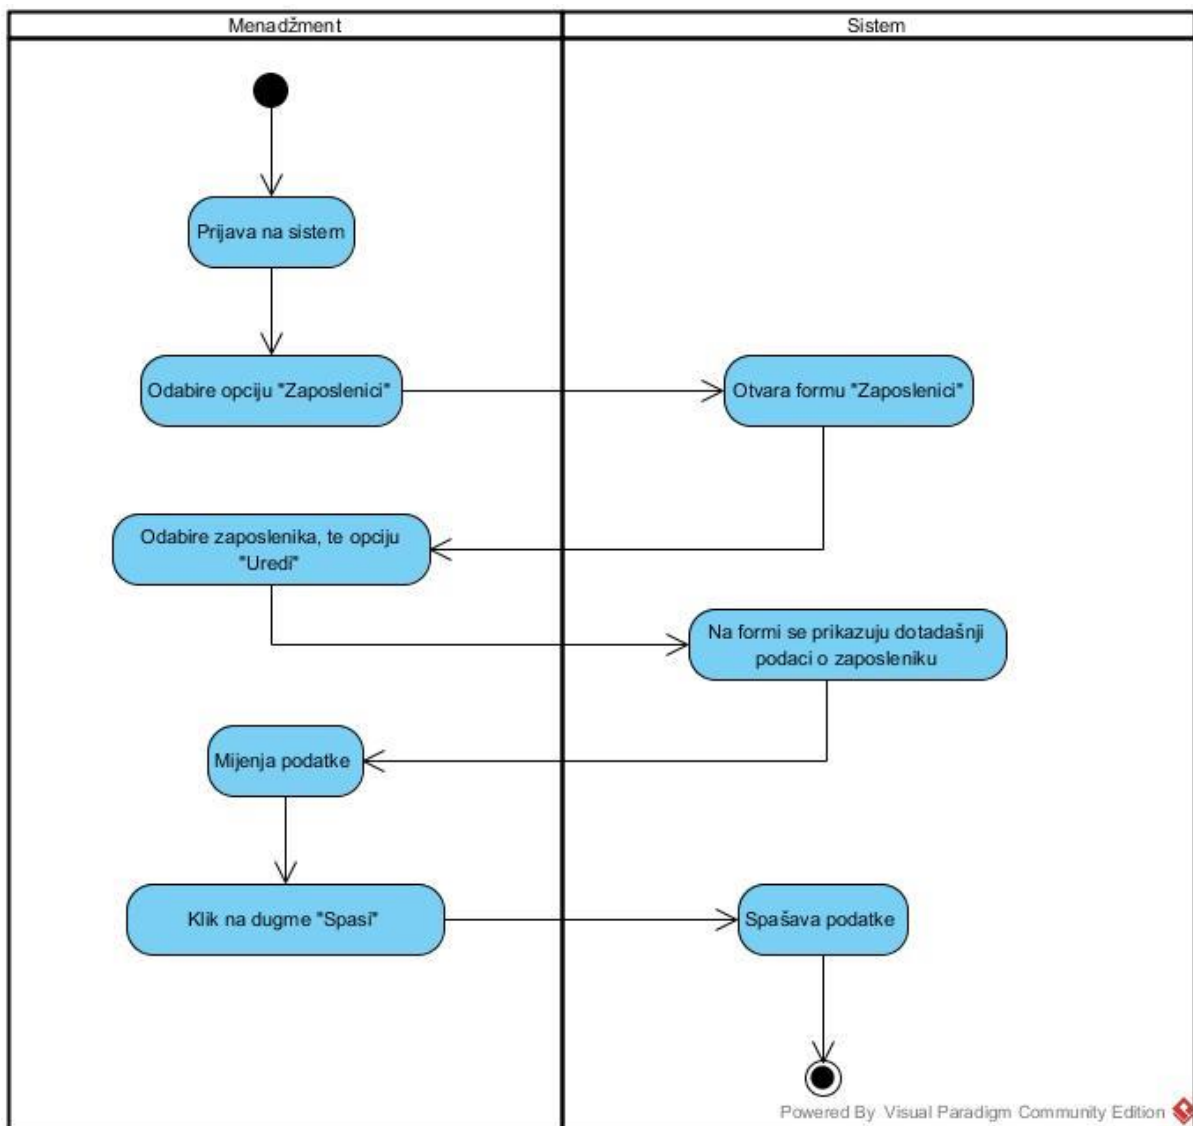 Menadžment
Sistem
Prijava na sistem
Odabire opciju "Zaposlenici"
Otvara formu "Zaposlenici"
Odabire zaposlenika, te opciju
"Uredi"
Na formi se prikazuju dotadašnji
podaci o zaposleniku
Mijenja podatke
Klik na dugme "Spasi"
Spašava podatke
Powered By Visual Paradigm Community Edition